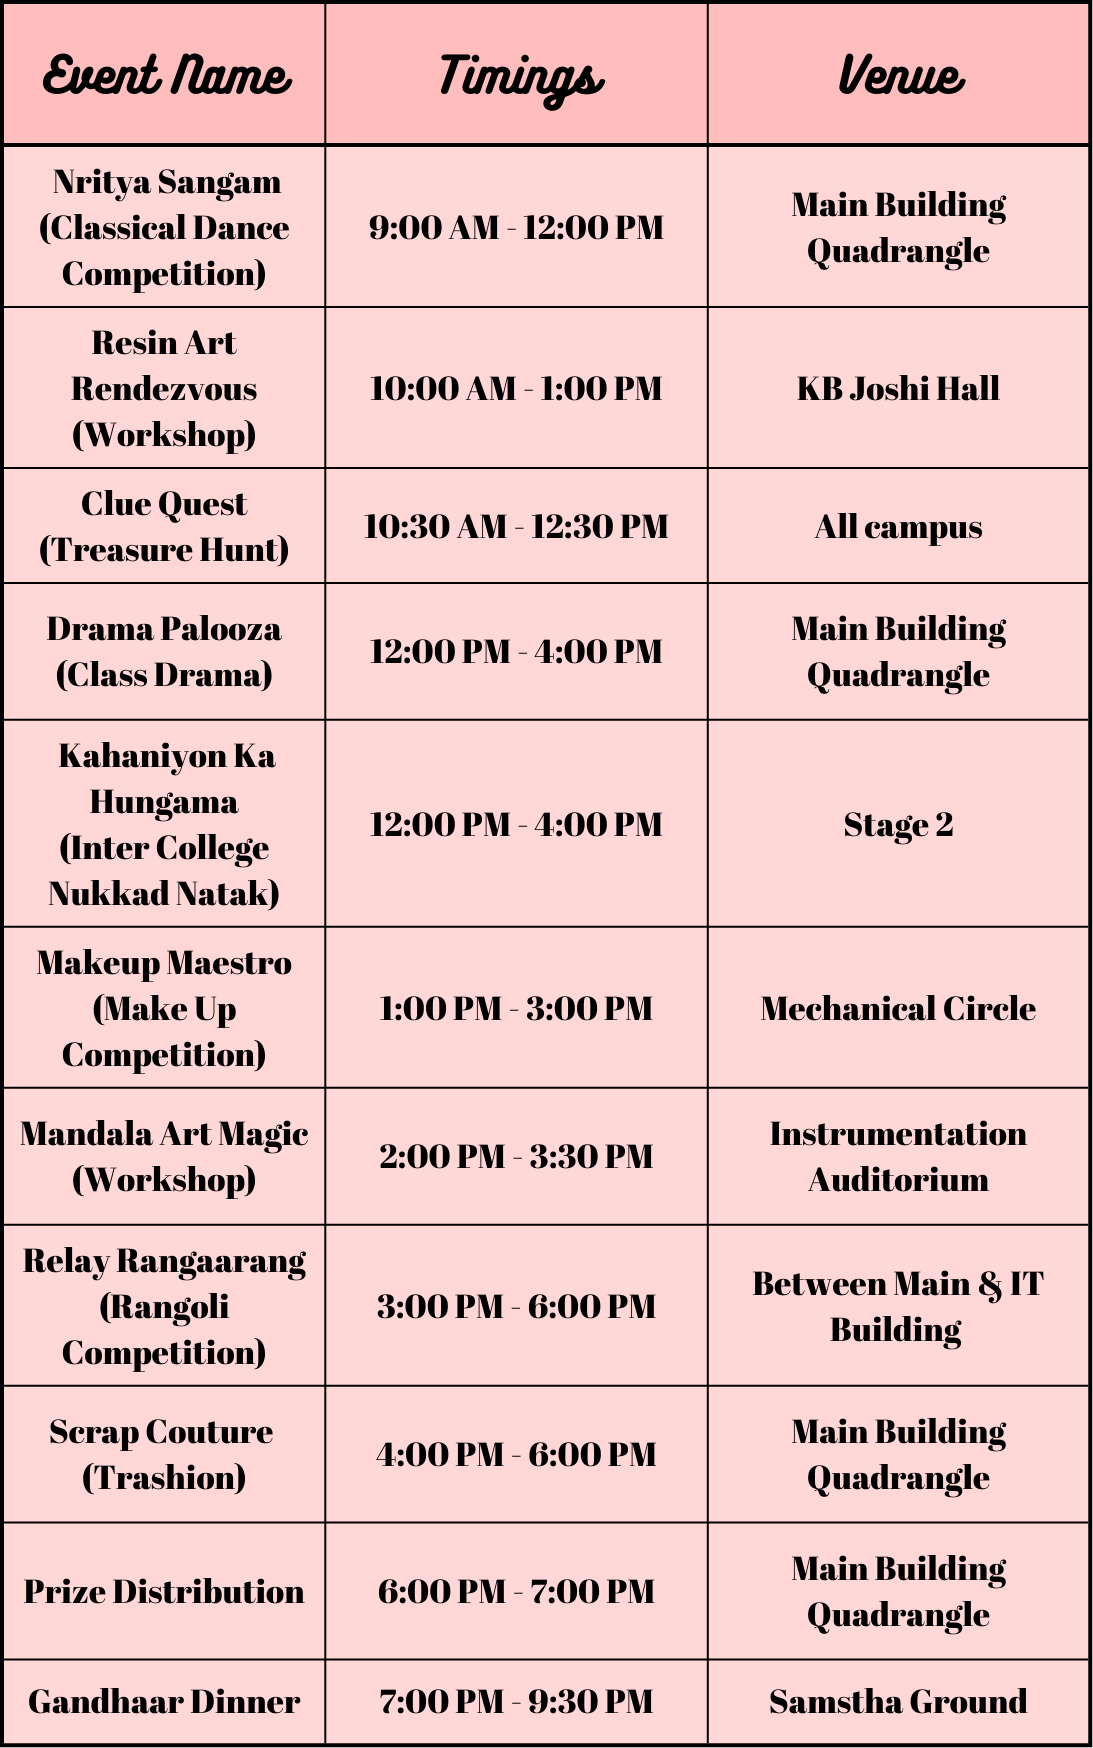 Event Name Timings Venue
Nritya Sangam
(Classical Dance
Competition)
9:00 AM - 12:00 PM
Main Building
Quadrangle
Resin Art
Rendezvous
(Workshop)
10:00 AM - 1:00 PM
KB Joshi Hall
Clue Quest
(Treasure Hunt)
10:30 AM - 12:30 PM
All campus
Drama Palooza
(Class Drama)
12:00 PM - 4:00 PM
Main Building
Quadrangle
Kahaniyon Ka
Hungama
(Inter College
Nukkad Natak)
12:00 PM - 4:00 PM
Stage 2
Makeup Maestro
(Make Up
Competition)
1:00 PM - 3:00 PM
Mechanical Circle
Mandala Art Magic
(Workshop)
2:00 PM - 3:30 PM
Instrumentation
Auditorium
Relay Rangaarang
(Rangoli
Competition)
3:00 PM - 6:00 PM
Between Main & IT
Building
Scrap Couture
(Trashion)
4:00 PM - 6:00 PM
Main Building
Quadrangle
Prize Distribution
6:00 PM - 7:00 PM
Main Building
Quadrangle
Gandhaar Dinner
7:00 PM - 9:30 PM
Samstha Ground